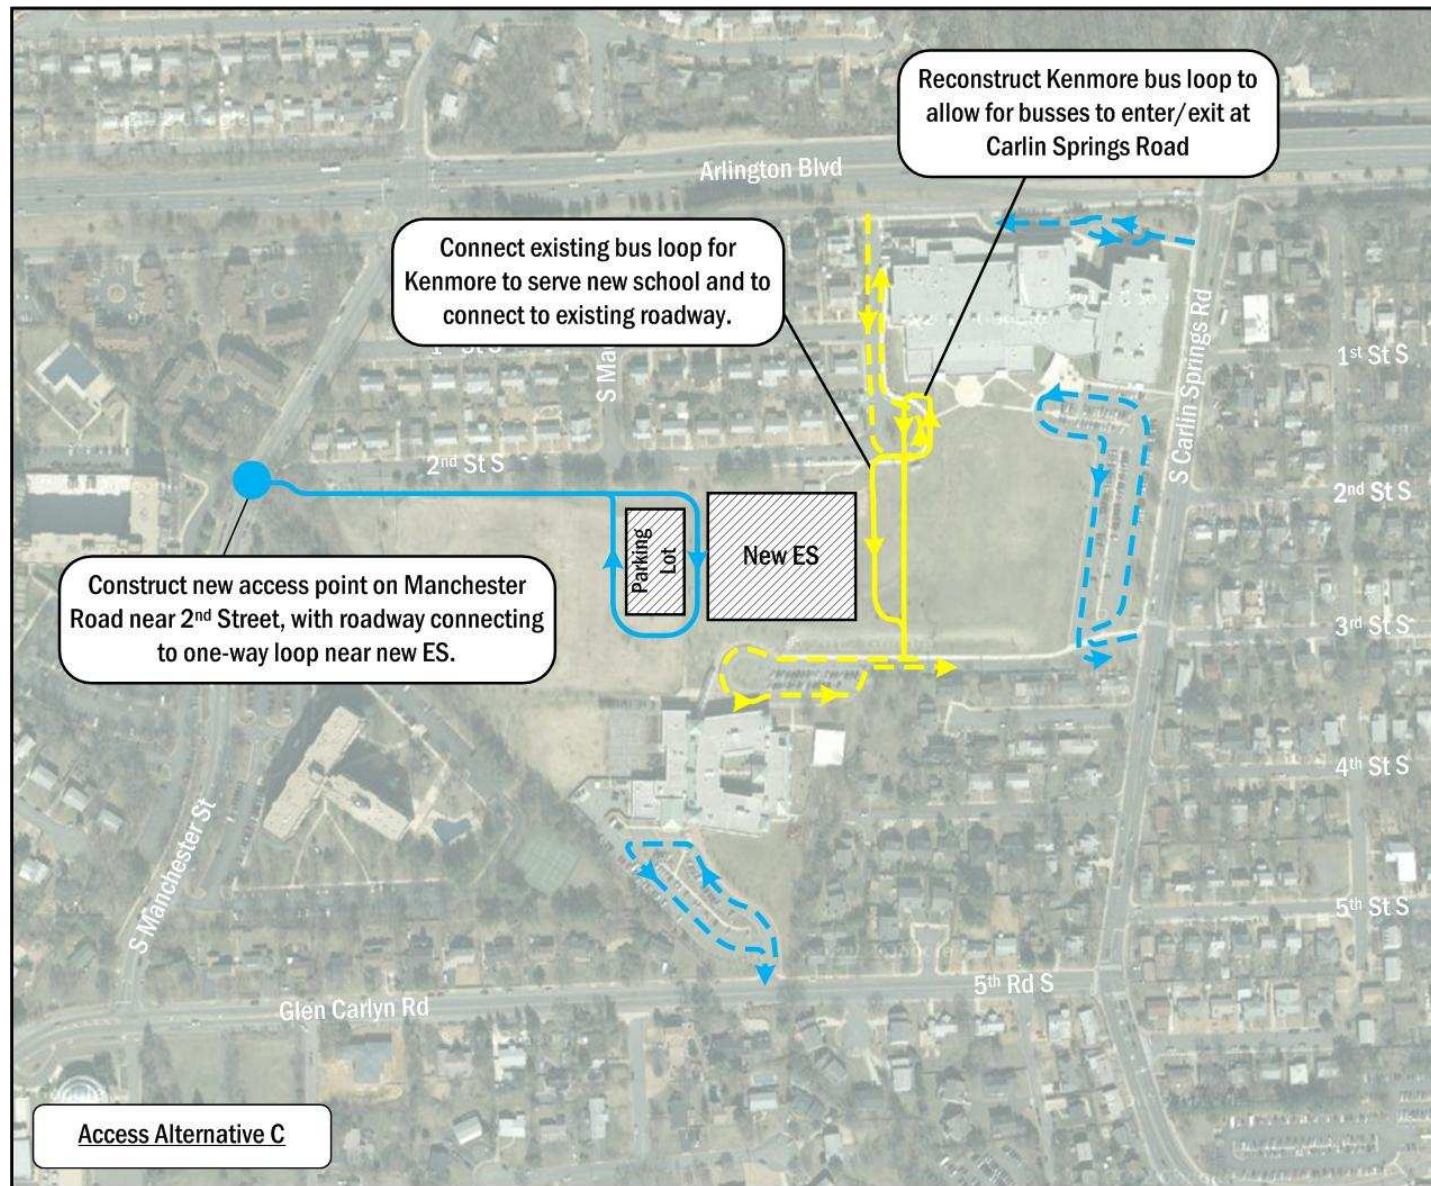 Reconstruct Kenmore bus loop to
allow for busses to enter/exit at
Carlin Springs Road
Arlington Blvd
Connect existing bus loop for
Kenmore to serve new school and to
connect to existing roadway.
S Carlin Springs Rd
1st St S
S Ma
1st St S
2nd St S
2nd St S
Parking
Lot
New ES
Construct new access point on Manchester
Road near 2nd Street, with roadway connecting
to one-way loop near new ES.
3rd St S
4th St S
S Manchester St
5th St S
5th Rd S
Glen Carlyn Rd
Access Alternative C